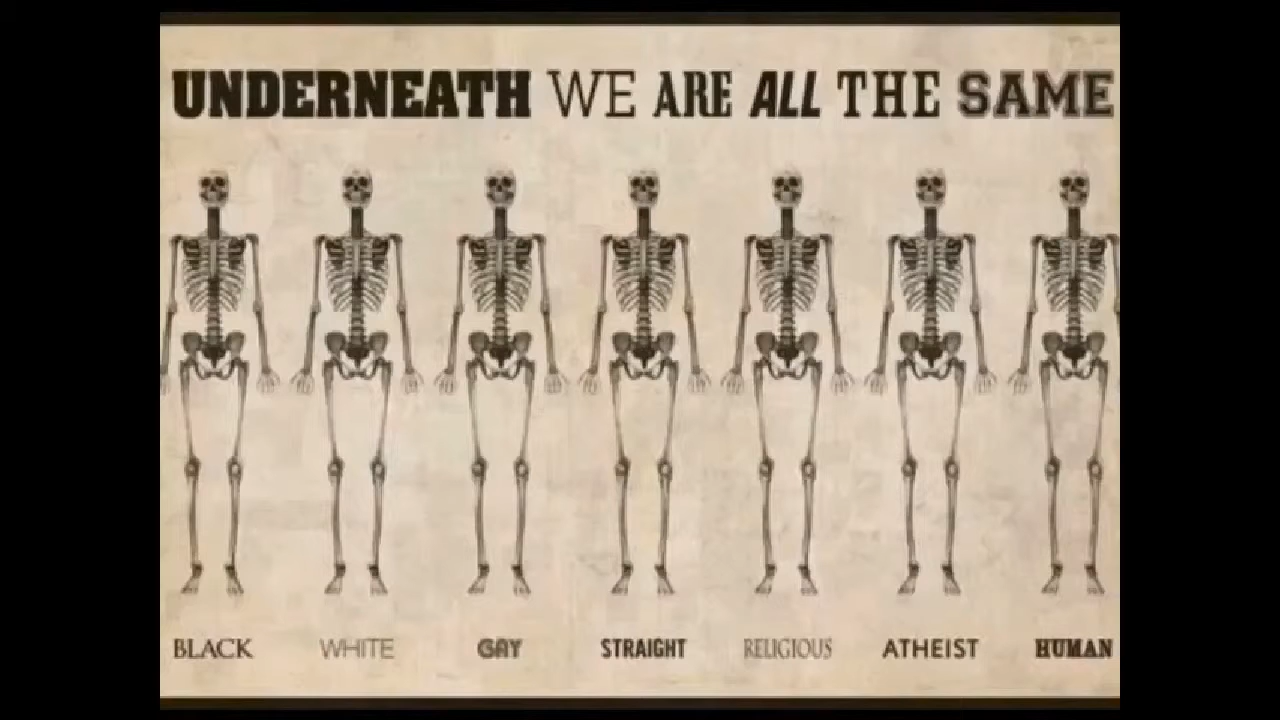 UNDERNEATH WE ARE ALL THE SAME
BLACK WHITE GAY STRAIGHT RELIGIOUS ATHEIST HUMAN